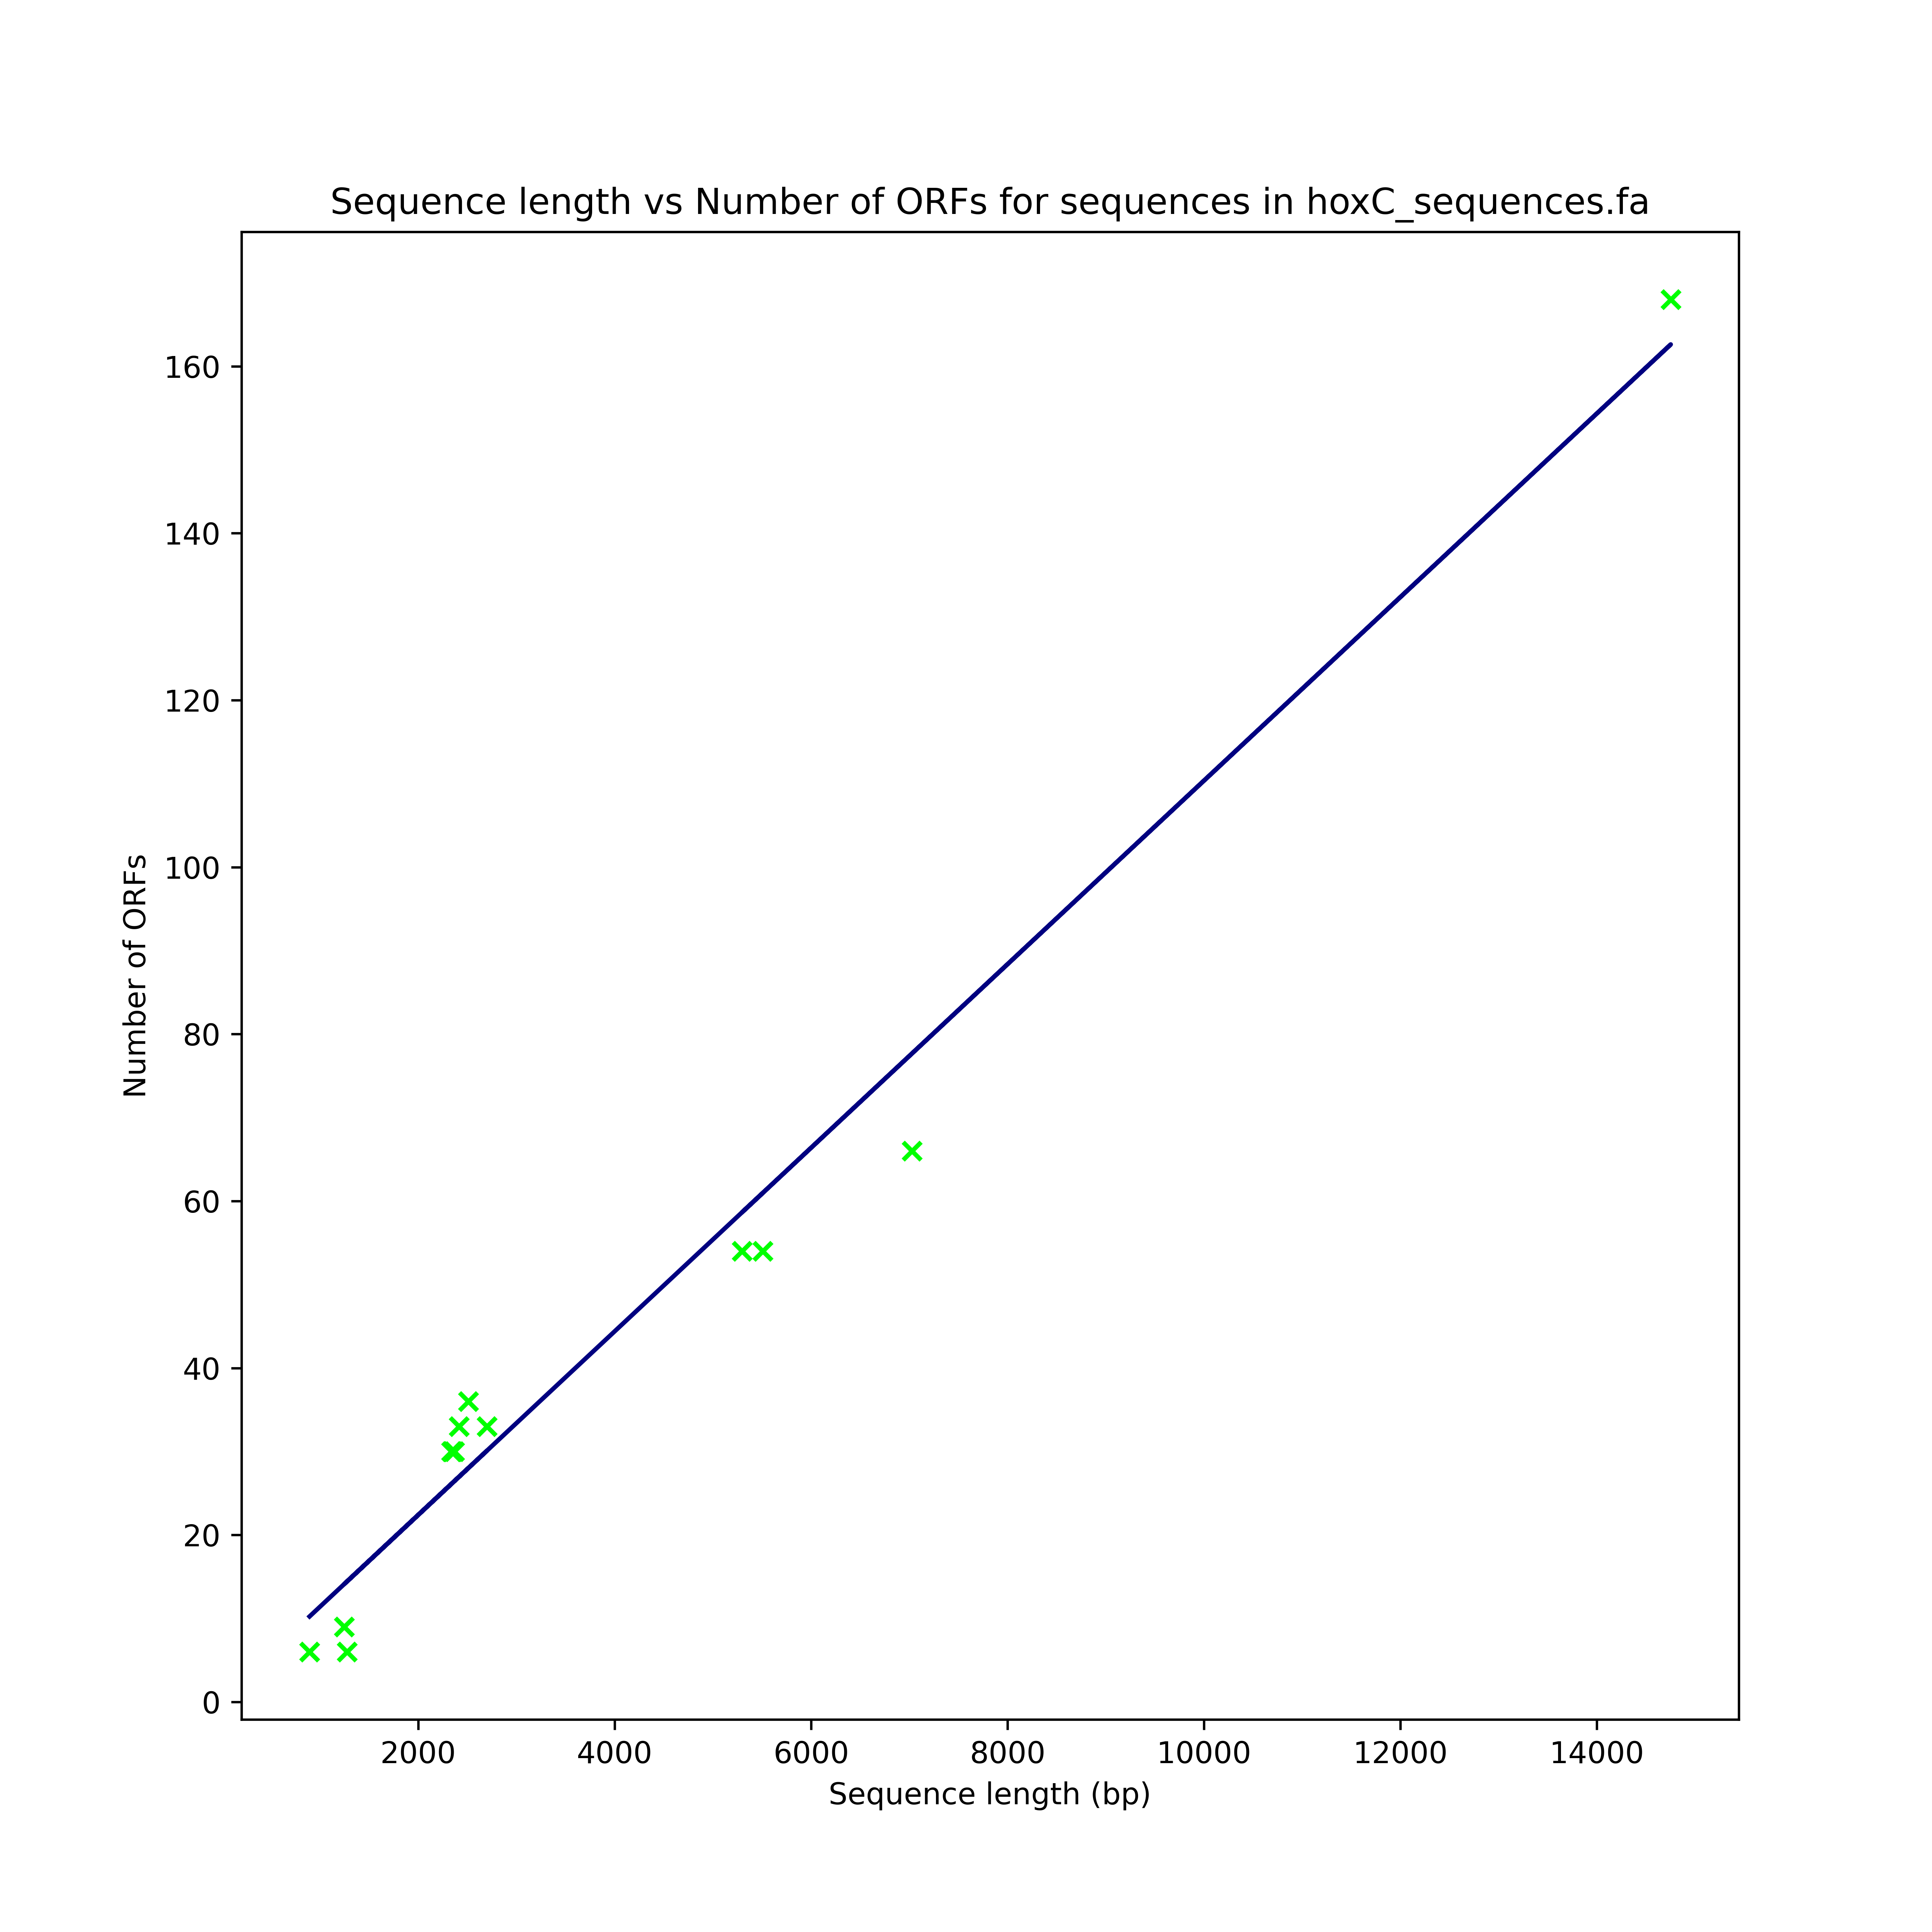 Sequence length vs Number of ORFs for sequences in hoxC_sequences.fa
160
140
120
100
80
60
40
20
0
Number of ORFs
2000 4000 6000 8000 10000 12000 14000
Sequence length (bp)